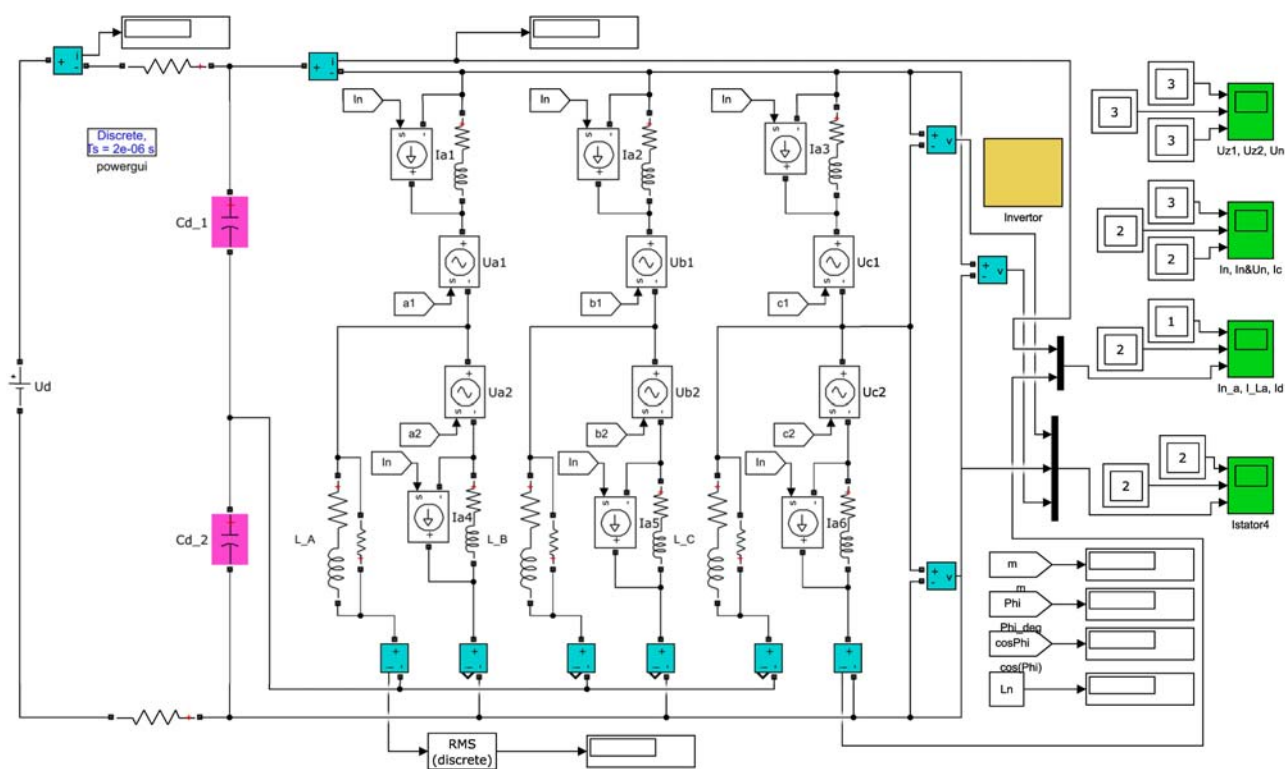 i
+
-
+
i
-
Discrete,
Ts = 2e-06 s
powergui
In
s
-
Ia1
In
s
-
Ia2
In
s
-
Ia3
+
-
v
Invertor
3
3
3
Uz1, Uz2, Un
Cd_1
Ua1
a1
Ub1
b1
Uc1
c1
+
-
v
3
2
2
In, In&Un, Ic
Ud
Ua2
a2
Ub2
b2
Uc2
c2
1
2
In_a, I_La, Id
In
Ia4
In
Ia5
In
Ia6
2
2
Istator4
Cd_2
L_A
L_B
L_C
+
-
v
m
m
Phi
Phi_deg
cosPhi
cos(Phi)
Ln
RMS
(discrete)